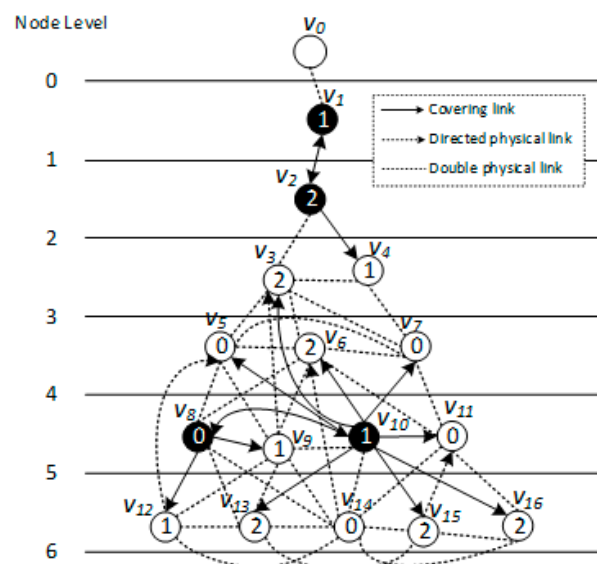 Node Level
v0
0
v1
1
Covering link
Directed physical link
Double physical link
1
v2
2
2
v3
v4
2
1
3
v5
v6
v7
0
2
0
4
v8
v10
v11
0
v9
1
1
0
5
v12
v13
v14
v15
v16
1
2
0
2
2
6